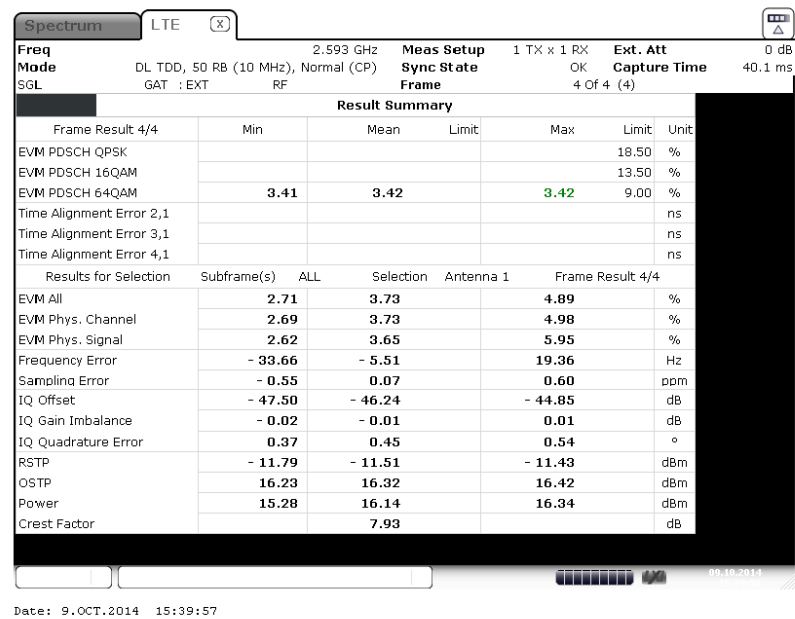 Spectrum LTE X
Freq 2.593 GHz Meas Setup 1 TX x 1 RX Ext. Att 0 dB
Mode DL TDD, 50 RB (10 MHz), Normal (CP) Sync State OK Capture Time 40.1 ms
SGL GAT : EXT RF Frame 4 Of 4 (4)
Result Summary
Frame Result 4/4 Min Mean Limit Max Limit Unit
EVM PDSCH QPSK 18.50 %
EVM PDSCH 16QAM 13.50 %
EVM PDSCH 64QAM 3.41 3.42 3.42 9.00 %
Time Alignment Error 2,1 ns
Time Alignment Error 3,1 ns
Time Alignment Error 4,1 ns
Results for Selection Subframe(s) ALL Selection Antenna 1 Frame Result 4/4
EVM All 2.71 3.73 4.89 %
EVM Phys. Channel 2.69 3.73 4.98 %
EVM Phys. Signal 2.62 3.65 5.95 %
Frequency Error - 33.66 - 5.51 19.36 Hz
Sampling Error - 0.55 0.07 0.60 ppm
IQ Offset - 47.50 - 46.24 - 44.85 dB
IQ Gain Imbalance - 0.02 - 0.01 0.01 dB
IQ Quadrature Error 0.37 0.45 0.54 °
RSTP - 11.79 - 11.51 - 11.43 dBm
OSTP 16.23 16.32 16.42 dBm
Power 15.28 16.14 16.34 dBm
Crest Factor 7.93 dB
09.10.2014
Date: 9.OCT.2014 15:39:57